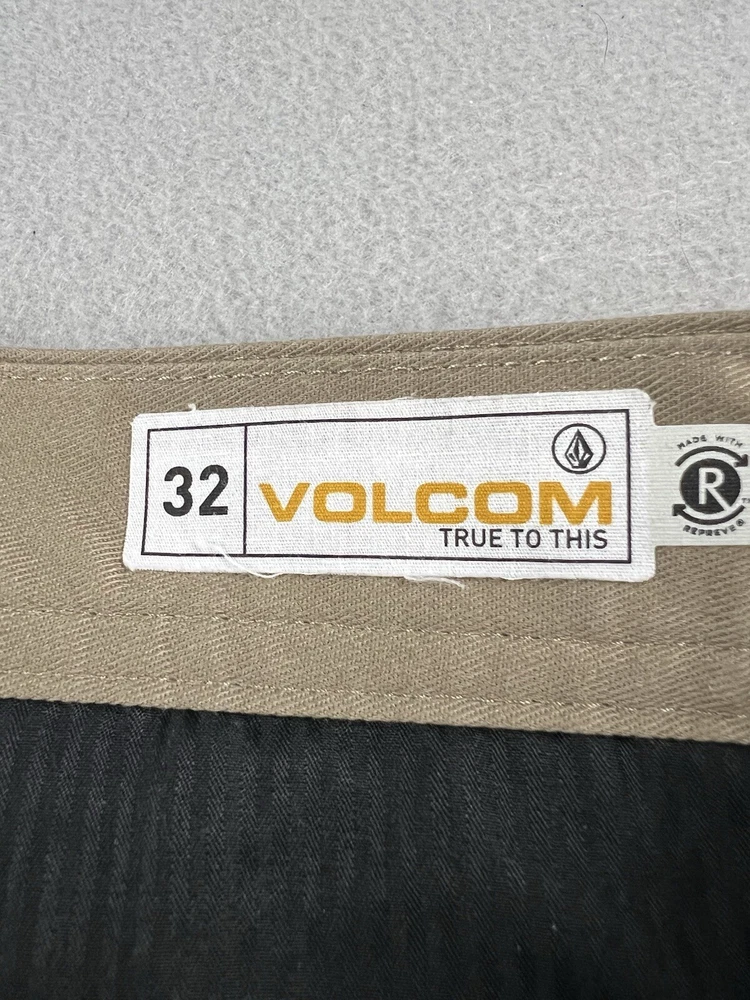 32
VOLCOM
TRUE TO THIS
MADE WITH
R
REPREVE®